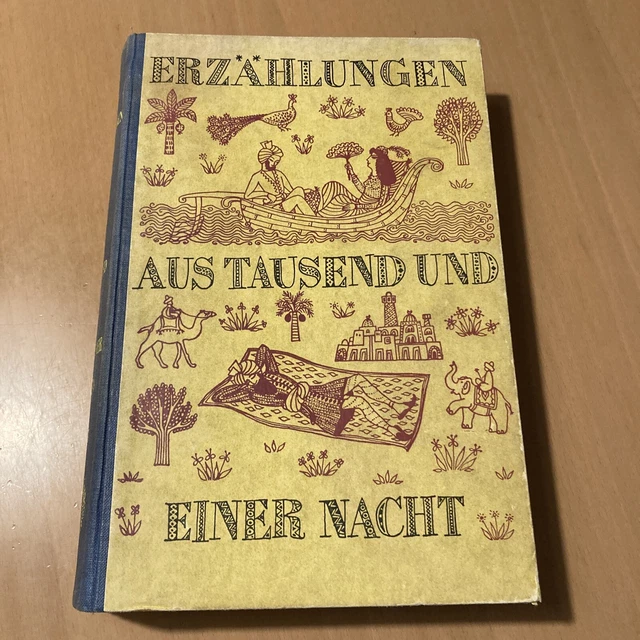 ERZÄHLUNGEN
AUS TAUSEND UND
EINER NACHT